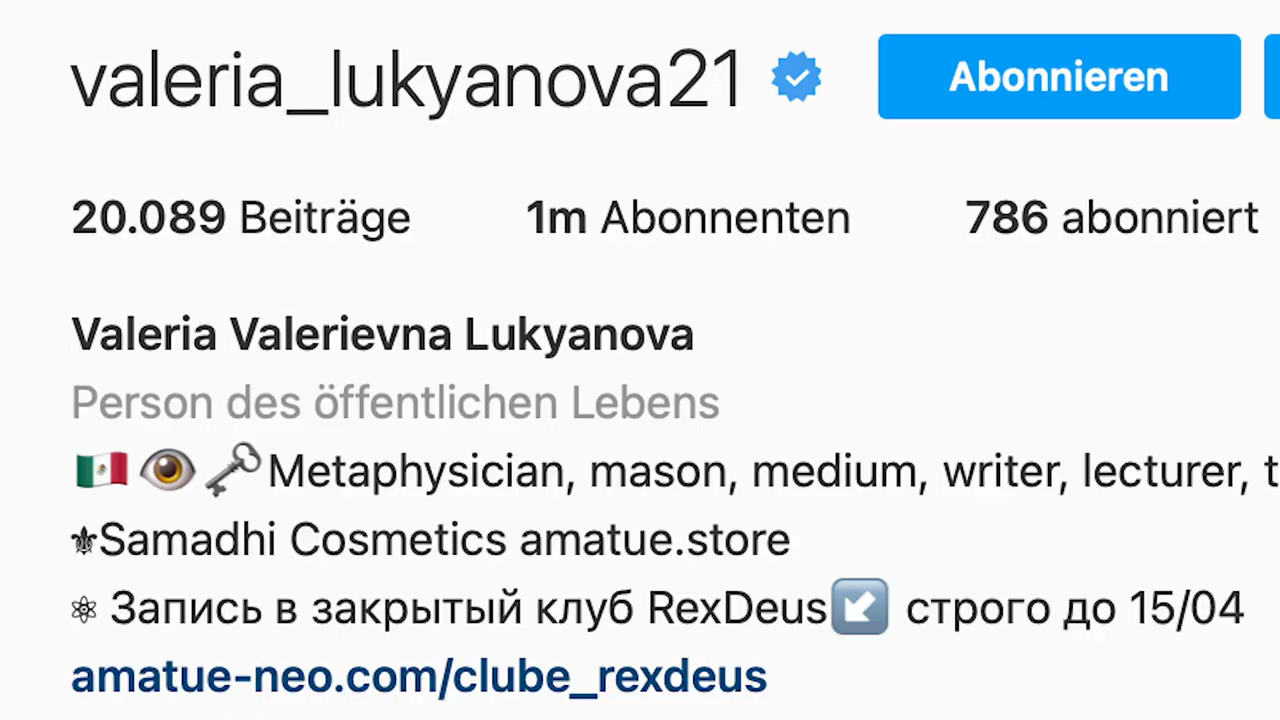 valeria_lukyanova21 Abonnieren
20.089 Beiträge 1m Abonnenten 786 abonniert
Valeria Valerievna Lukyanova
Person des öffentlichen Lebens
🇲🇽👁🗝Metaphysician, mason, medium, writer, lecturer, t
⚜Samadhi Cosmetics amatue.store
⚛ Запись в закрытый клуб RexDeus↙️ строго до 15/04
amatue-neo.com/clube_rexdeus